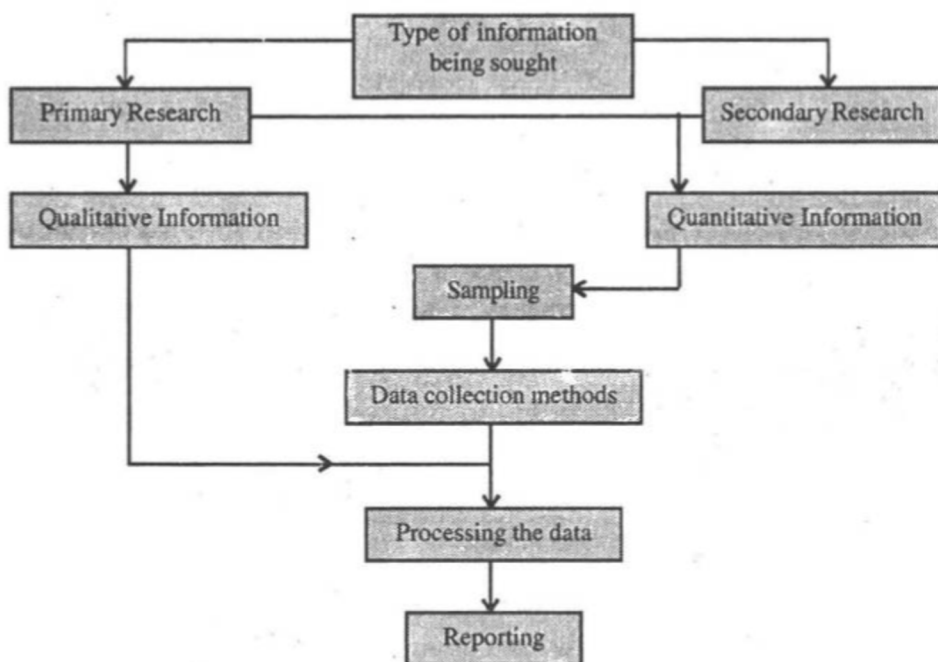 Type of information
being sought
Primary Research
Secondary Research
Qualitative Information
Quantitative Information
Sampling
Data collection methods
Processing the data
Reporting